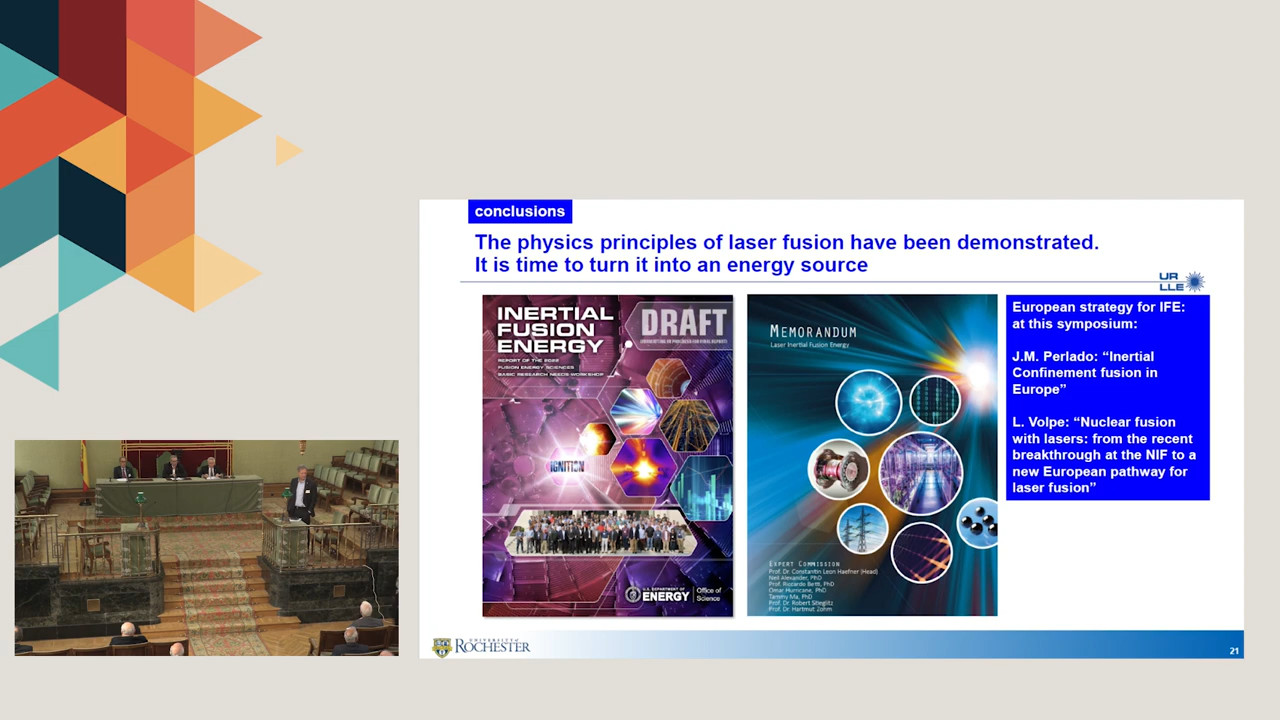 conclusions
The physics principles of laser fusion have been demonstrated.
It is time to turn it into an energy source
UR
LLE
INERTIAL
FUSION
ENERGY
DRAFT
REPORT OF THE 2022
FUSION ENERGY SCIENCES
BASIC RESEARCH NEEDS WORKSHOP
IGNITION
U.S. DEPARTMENT OF
ENERGY
Office of
Science
MEMORANDUM
Laser Inertial Fusion Energy
EXPERT COMMISSION
Prof. Dr. Constantin Leon Haefner (Head)
Neil Alexander, PhD
Prof. Riccardo Betti, PhD
Omar Hurricane, PhD
Tammy Ma, PhD
Prof. Dr. Robert Stieglitz
Prof. Dr. Hartmut Zohm
European strategy for IFE:
at this symposium:
J.M. Perlado: “Inertial
Confinement fusion in
Europe”
L. Volpe: “Nuclear fusion
with lasers: from the recent
breakthrough at the NIF to a
new European pathway for
laser fusion”
UNIVERSITY of
ROCHESTER
21